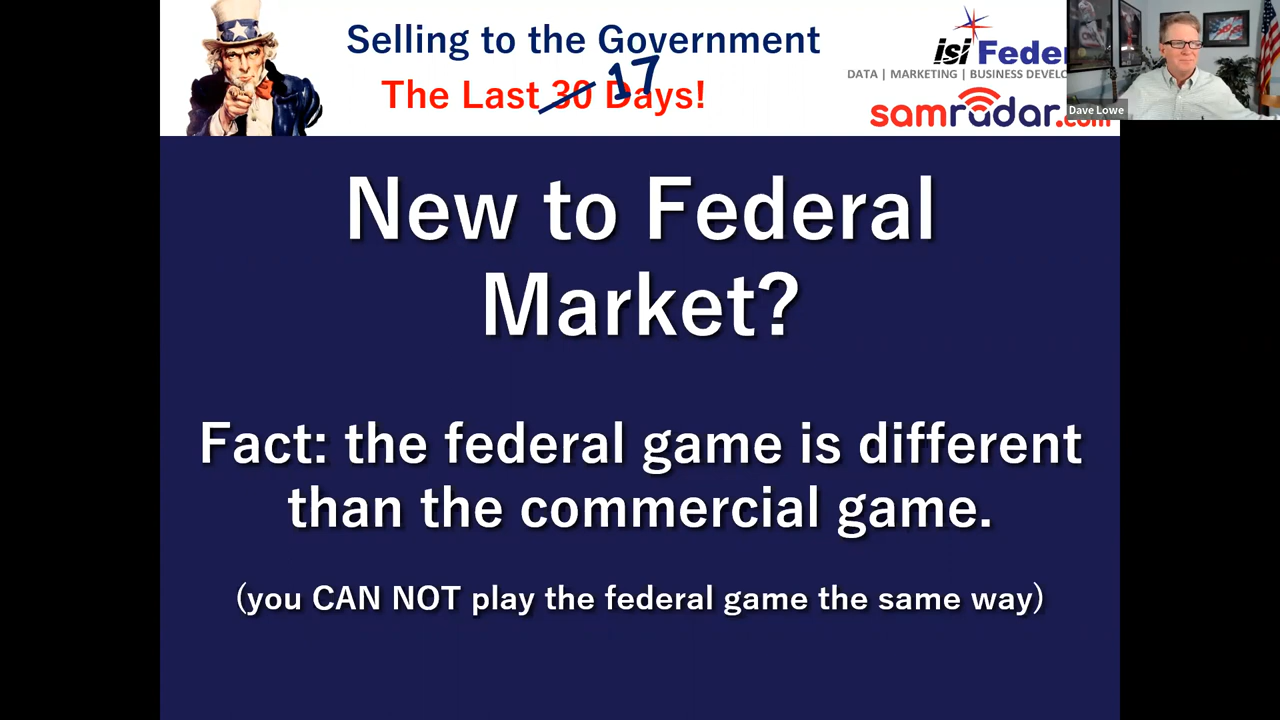 Selling to the Government
The Last 30 17 Days!
isi Feder
DATA | MARKETING | BUSINESS DEVELO
samradar.com
Dave Lowe
New to Federal
Market?
Fact: the federal game is different
than the commercial game.
(you CAN NOT play the federal game the same way)